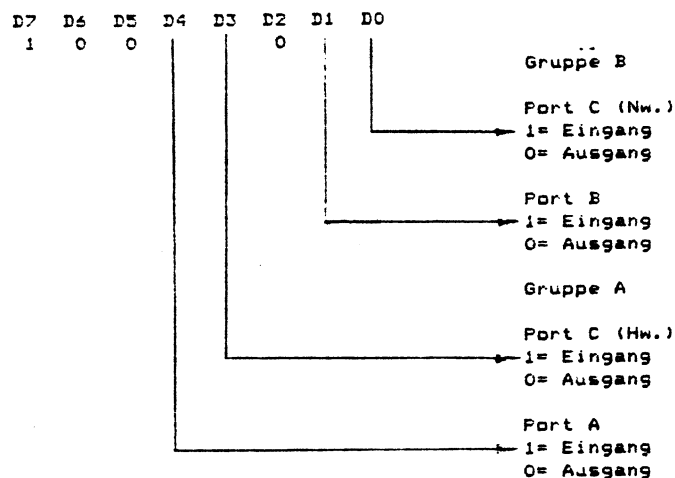 D7 D6 D5 D4 D3 D2 D1 D0
1 0 0 0
Gruppe B
Port C (Nw.)
1= Eingang
0= Ausgang
Port B
1= Eingang
0= Ausgang
Gruppe A
Port C (Hw.)
1= Eingang
0= Ausgang
Port A
1= Eingang
0= Ausgang